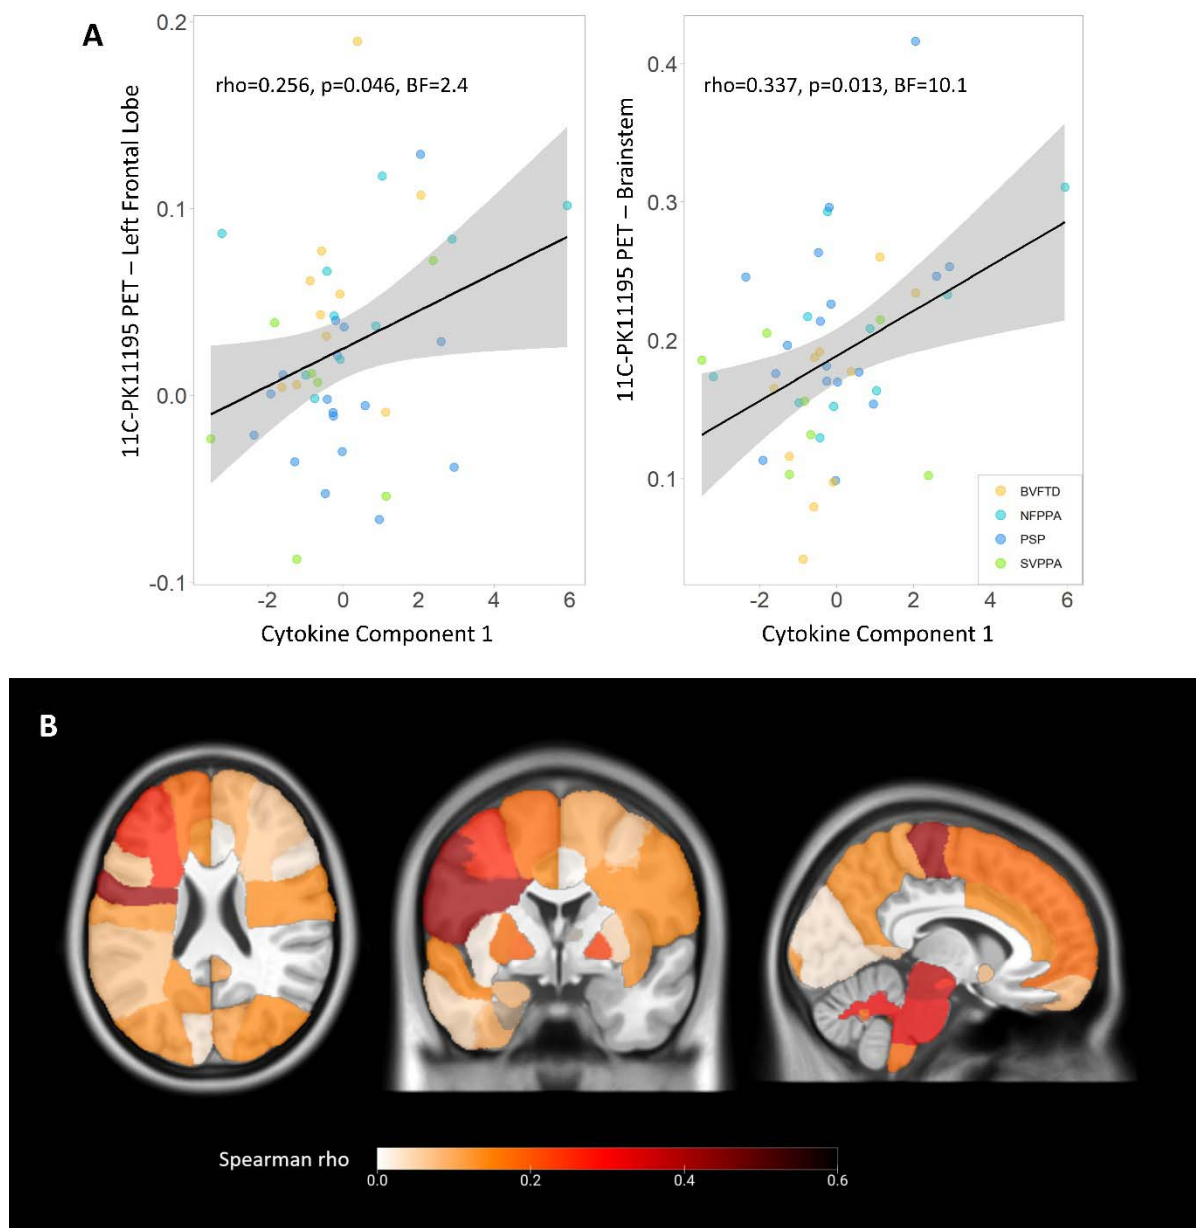 A
rho=0.256, p=0.046, BF=2.4
11C-PK11195 PET – Left Frontal Lobe
0.2
0.1
0.0
-0.1
-2 0 2 4 6
Cytokine Component 1
rho=0.337, p=0.013, BF=10.1
11C-PK11195 PET – Brainstem
0.4
0.3
0.2
0.1
BVFTD
NFPPA
PSP
SVPPA
-2 0 2 4 6
Cytokine Component 1
B
Spearman rho
0.0 0.2 0.4 0.6